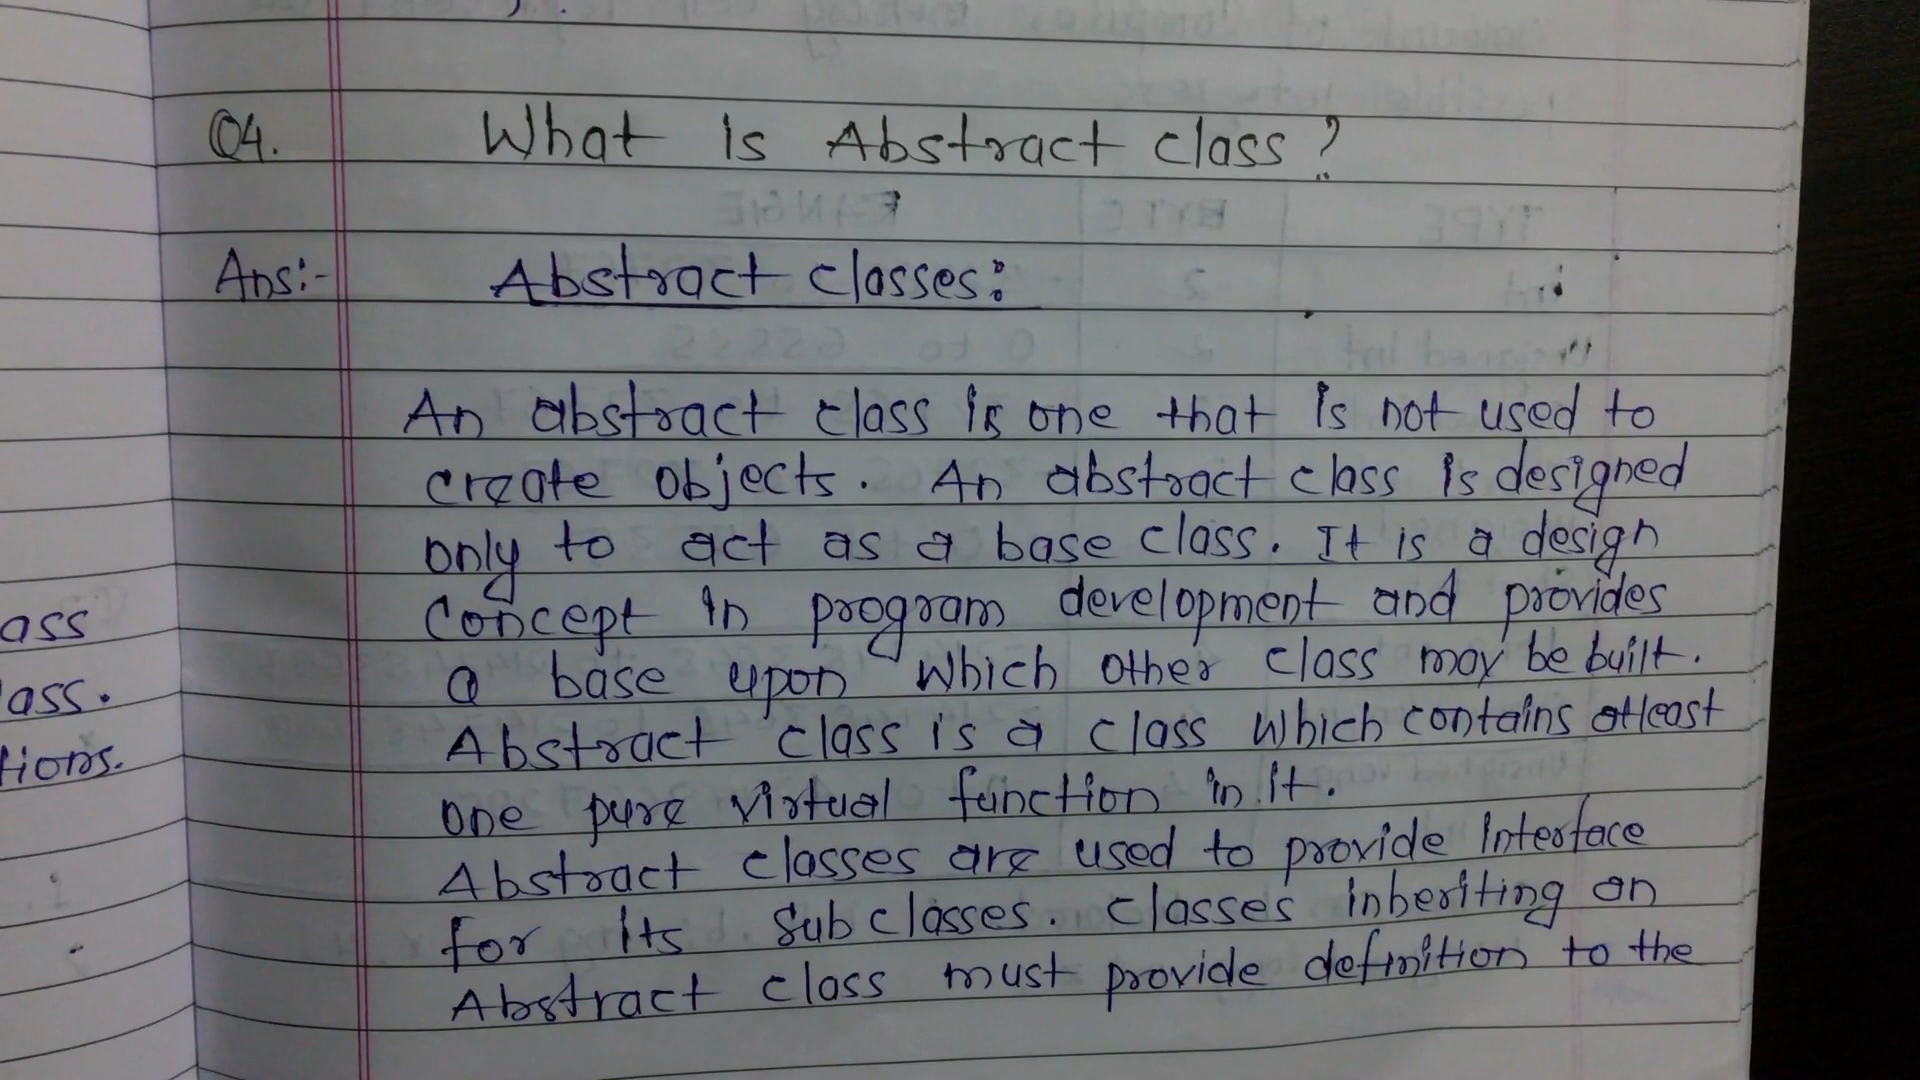 Q4. What is Abstract class?
Ans:- Abstract classes:
An abstract class is one that is not used to
create objects. An abstract class is designed
only to act as a base class. It is a design
concept in program development and provides
a base upon which other class may be built.
Abstract class is a class which contains atleast
one pure virtual function in it.
Abstract classes are used to provide Interface
for its sub classes. classes inheriting an
Abstract class must provide definition to the
ass
ass.
tions.